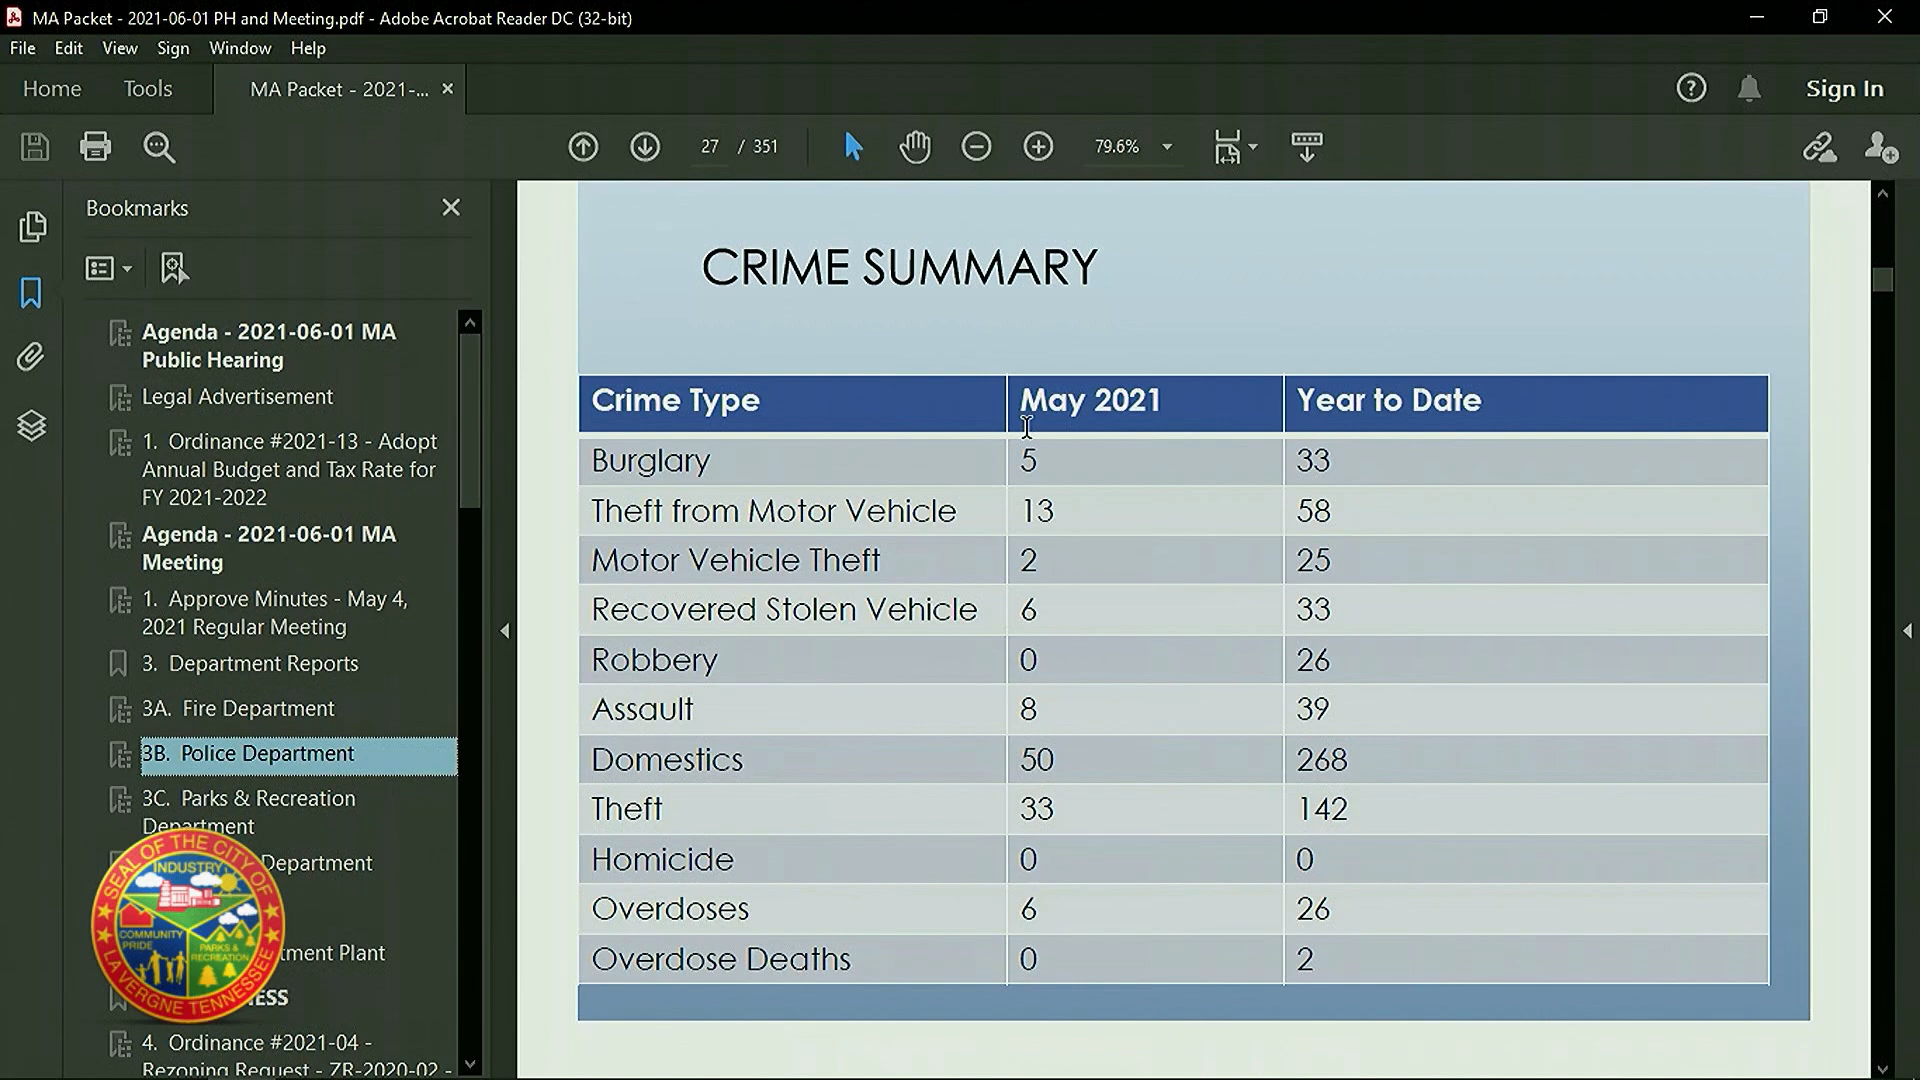 MA Packet - 2021-06-01 PH and Meeting.pdf - Adobe Acrobat Reader DC (32-bit)
File Edit View Sign Window Help
Home Tools MA Packet - 2021-... Sign In
27 / 351 79.6%
Bookmarks
Agenda - 2021-06-01 MA
Public Hearing
Legal Advertisement
1. Ordinance #2021-13 - Adopt
Annual Budget and Tax Rate for
FY 2021-2022
Agenda - 2021-06-01 MA
Meeting
1. Approve Minutes - May 4,
2021 Regular Meeting
3. Department Reports
3A. Fire Department
3B. Police Department
3C. Parks & Recreation
Department
Department
tment Plant
ESS
4. Ordinance #2021-04 -
Rezoning Request - ZR-2020-02 -
SEAL OF THE CITY OF
LA VERGNE TENNESSEE
INDUSTRY
COMMUNITY
PRIDE
PARKS &
RECREATION
CRIME SUMMARY
Crime Type May 2021 Year to Date
Burglary 5 33
Theft from Motor Vehicle 13 58
Motor Vehicle Theft 2 25
Recovered Stolen Vehicle 6 33
Robbery 0 26
Assault 8 39
Domestics 50 268
Theft 33 142
Homicide 0 0
Overdoses 6 26
Overdose Deaths 0 2